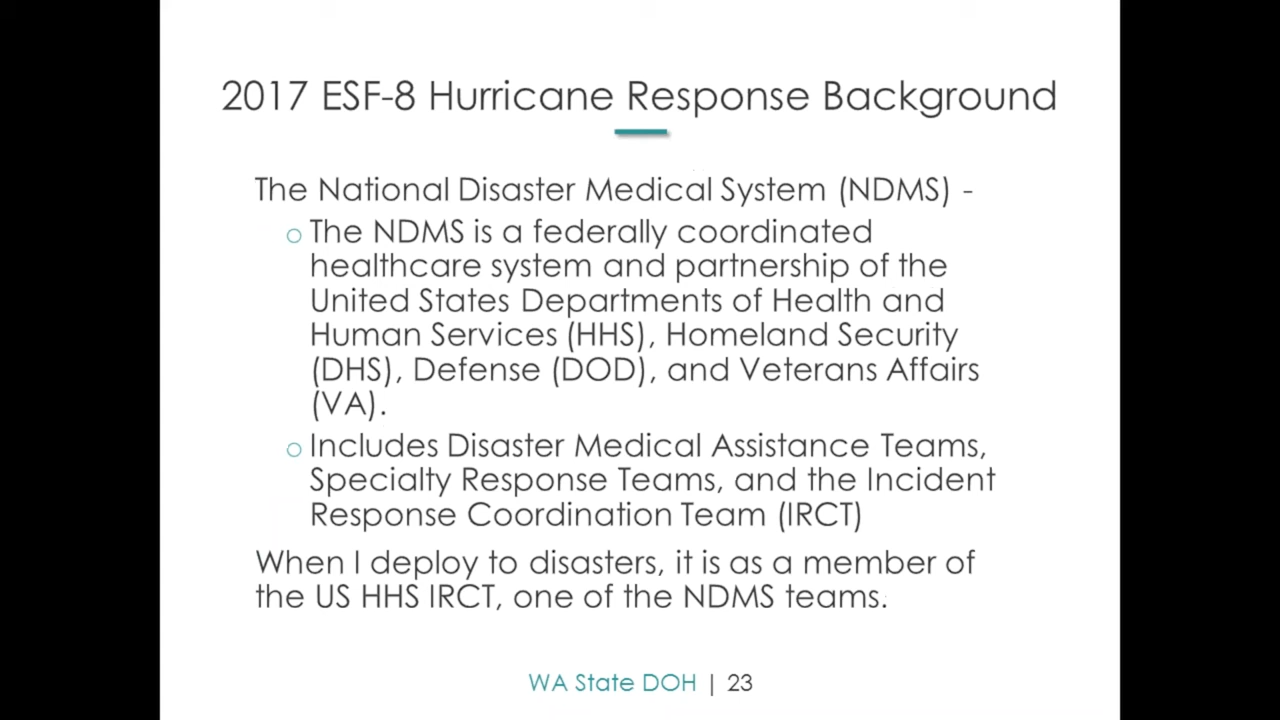 2017 ESF-8 Hurricane Response Background
The National Disaster Medical System (NDMS) -
o The NDMS is a federally coordinated
healthcare system and partnership of the
United States Departments of Health and
Human Services (HHS), Homeland Security
(DHS), Defense (DOD), and Veterans Affairs
(VA).
o Includes Disaster Medical Assistance Teams,
Specialty Response Teams, and the Incident
Response Coordination Team (IRCT)
When I deploy to disasters, it is as a member of
the US HHS IRCT, one of the NDMS teams.
WA State DOH | 23